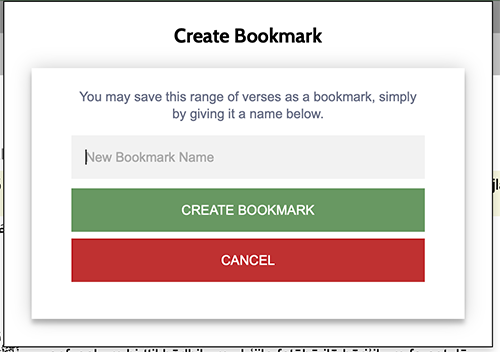 Create Bookmark
You may save this range of verses as a bookmark, simply
by giving it a name below.
New Bookmark Name
CREATE BOOKMARK
CANCEL